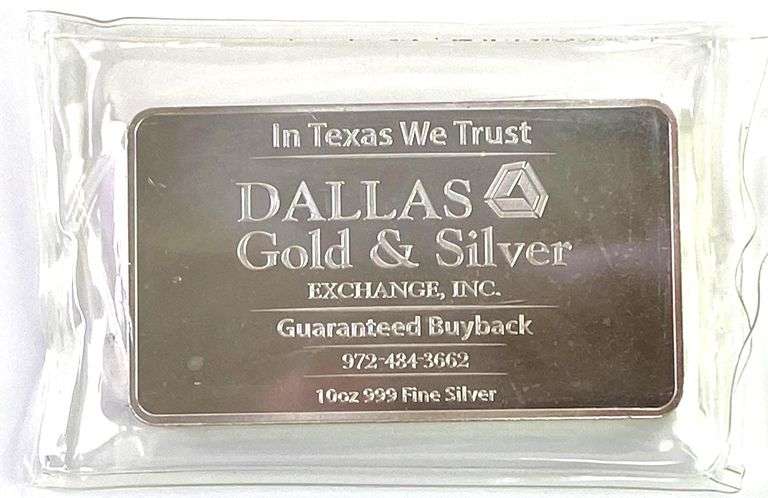 In Texas We Trust
DALLAS
Gold & Silver
EXCHANGE, INC.
Guaranteed Buyback
972-484-3662
10oz 999 Fine Silver